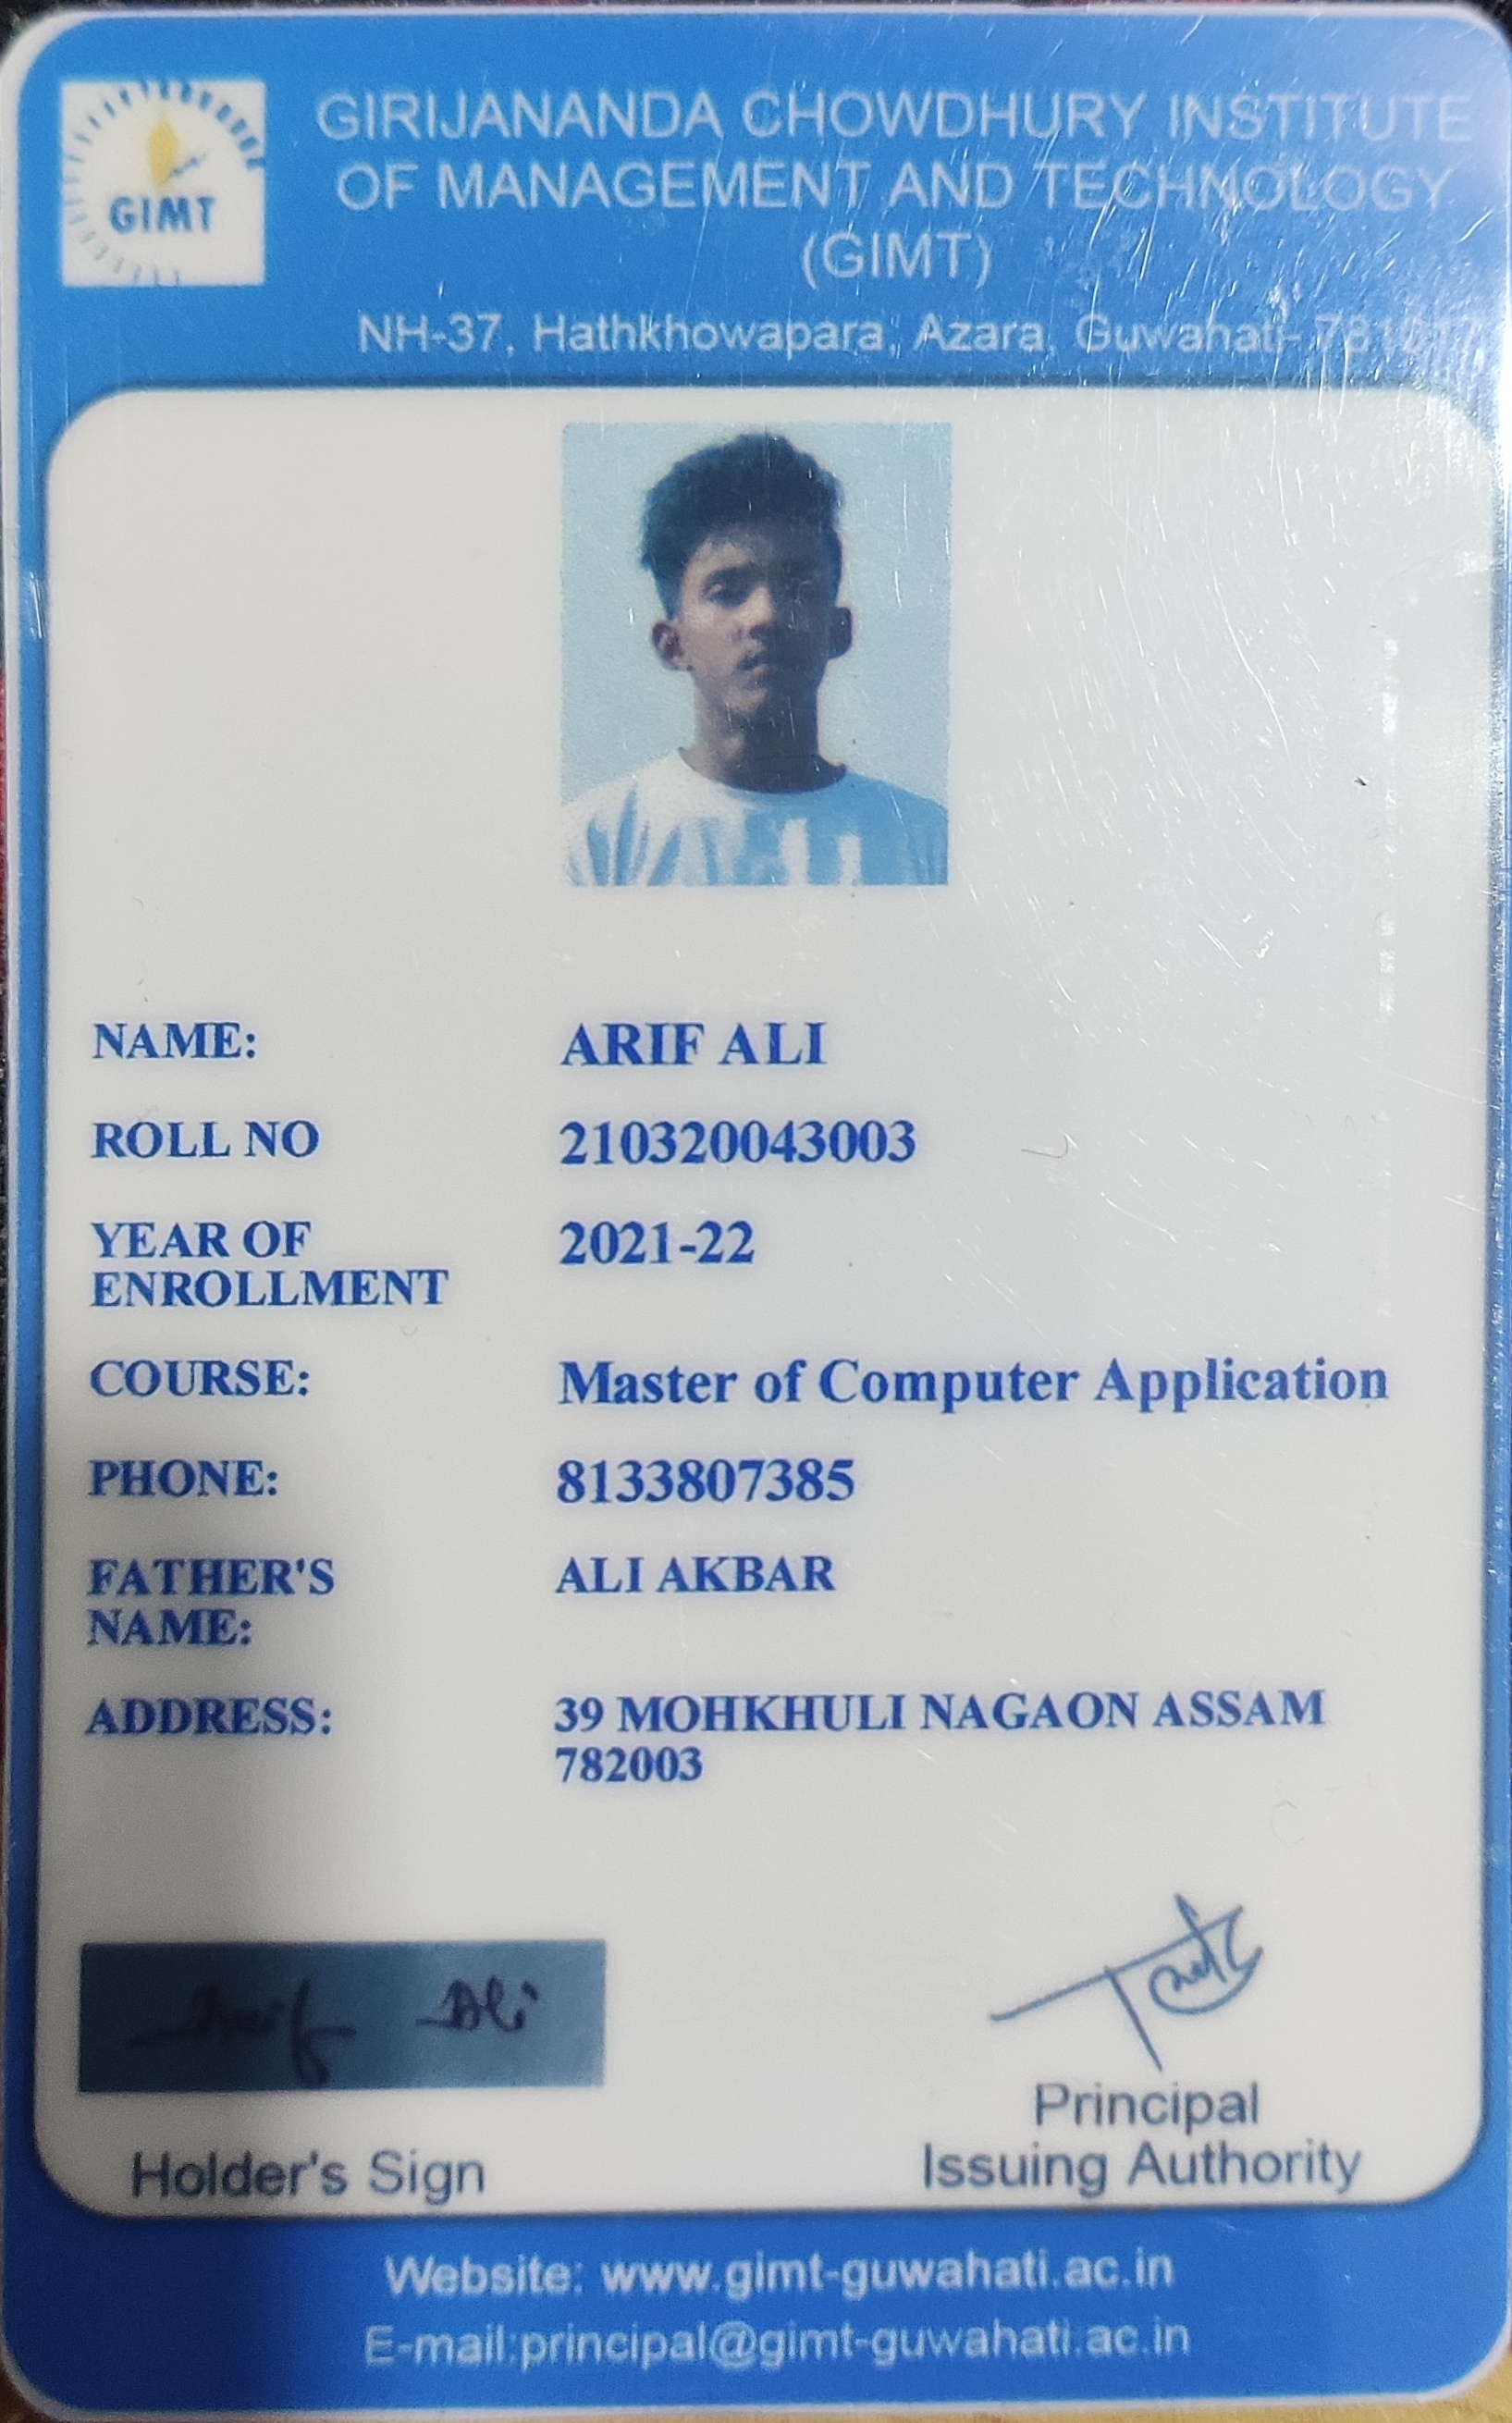 GIMT
GIRIJANANDA CHOWDHURY INSTITUTE
OF MANAGEMENT AND TECHNOLOGY
(GIMT)
NH-37, Hathkhowapara, Azara, Guwahati-
NAME: ARIF ALI
ROLL NO 210320043003
YEAR OF 2021-22
ENROLLMENT
COURSE: Master of Computer Application
PHONE: 8133807385
FATHER'S ALI AKBAR
NAME:
ADDRESS: 39 MOHKHULI NAGAON ASSAM
782003
Arif Ali
Holder's Sign
Principal
Issuing Authority
Website: www.gimt-guwahati.ac.in
E-mail:principal@gimt-guwahati.ac.in